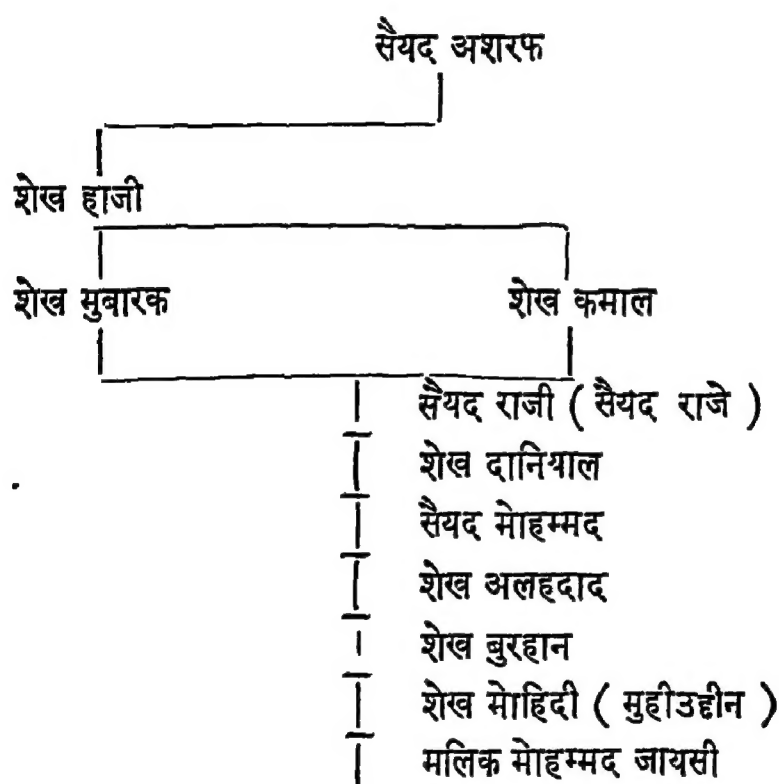 सैयद अशरफ
शेख हाजी
शेख मुबारक शेख कमाल
सैयद राजी ( सैयद राजे )
शेख दानियाल
सैयद मोहम्मद
शेख अलहदाद
शेख बुरहान
शेख मोहिदी ( मुहीउद्दीन )
मलिक मोहम्मद जायसी